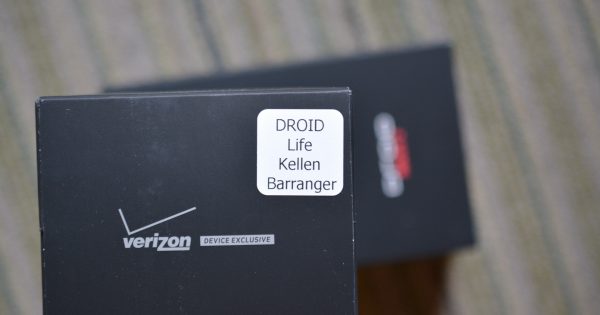 DROID
Life
Kellen
Barranger
verizon DEVICE EXCLUSIVE